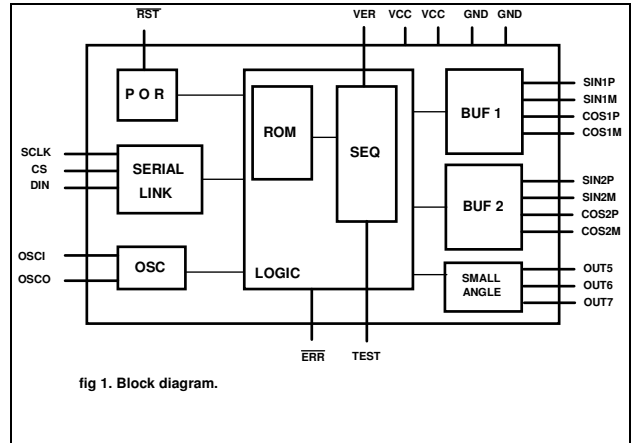 RST VER VCC VCC GND GND
P O R
ROM
SEQ
BUF 1
SIN1P
SIN1M
COS1P
COS1M
SCLK
CS
DIN
SERIAL
LINK
BUF 2
SIN2P
SIN2M
COS2P
COS2M
OSCI
OSCO
OSC
LOGIC
SMALL
ANGLE
OUT5
OUT6
OUT7
ERR TEST
fig 1. Block diagram.